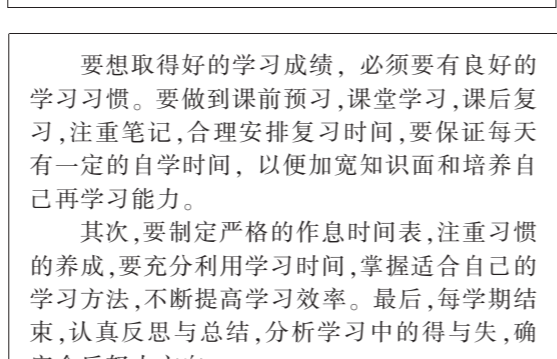 要想取得好的学习成绩，必须要有良好的
学习习惯。要做到课前预习,课堂学习,课后复
习,注重笔记,合理安排复习时间,要保证每天
有一定的自学时间，以便加宽知识面和培养自
己再学习能力。
其次,要制定严格的作息时间表,注重习惯
的养成,要充分利用学习时间,掌握适合自己的
学习方法,不断提高学习效率。最后,每学期结
束,认真反思与总结,分析学习中的得与失,确